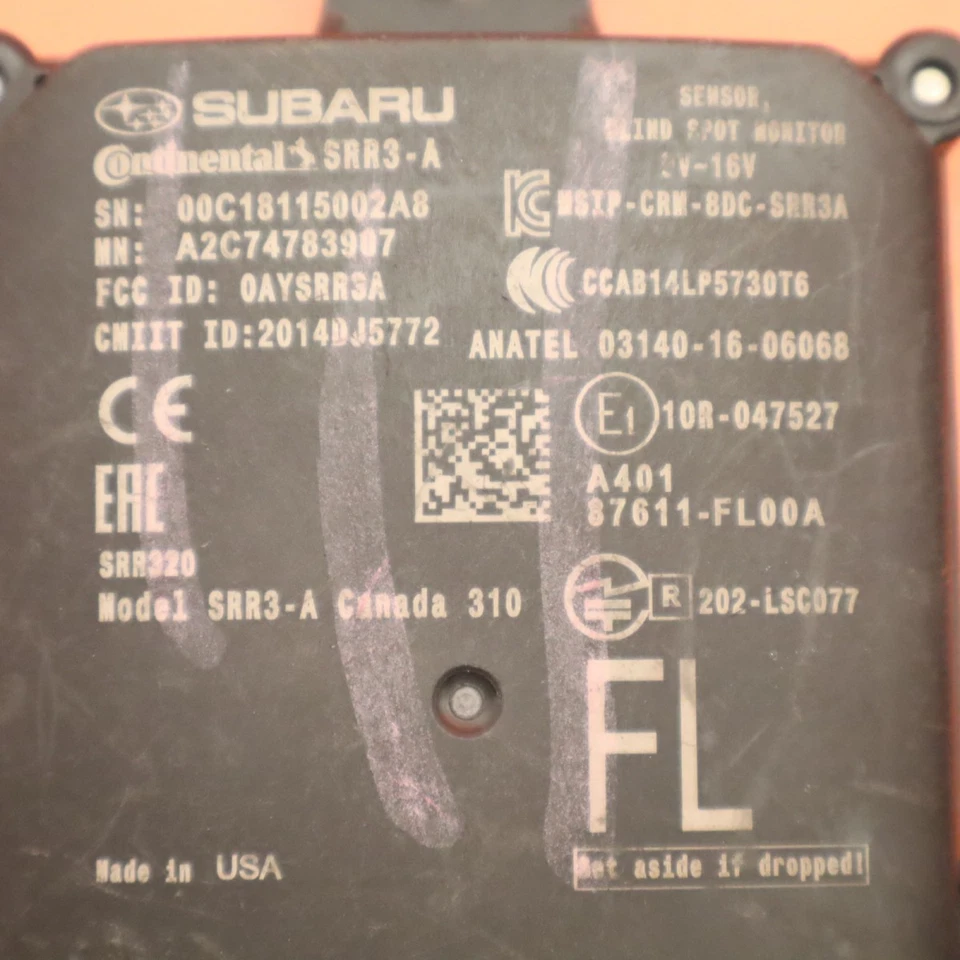 SUBARU
Continental SRR3-A
SN: 00C18115002A8
MN: A2C74783907
FCC ID: OAYSRR3A
CMIIT ID:2014DJ5772
CE
EAC
SRR320
Model SRR3-A Canada 310
Made in USA
SENSOR,
BLIND SPOT MONITOR
V-16V
MSIP-CRM-8DC-SRR3A
CCC
CCAB14LP5730T6
ANATEL 03140-16-06068
E1 10R-047527
A401
87611-FL00A
R 202-LSC077
FL
Set aside if dropped!